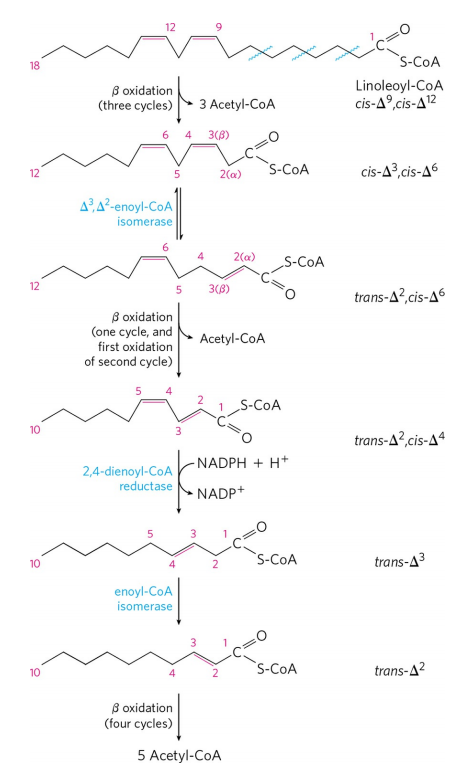 12 9 1 O
C
18 S-CoA
Linoleoyl-CoA
cis-Δ⁹,cis-Δ¹²
β oxidation
(three cycles)
3 Acetyl-CoA
6 4 3(β) O
C
12 5 2(α) S-CoA
cis-Δ³,cis-Δ⁶
Δ³,Δ²-enoyl-CoA
isomerase
6 4 2(α) S-CoA
C
12 5 3(β) O
trans-Δ²,cis-Δ⁶
β oxidation
(one cycle, and
first oxidation
of second cycle)
Acetyl-CoA
5 4 2 1 S-CoA
C
10 3 O
trans-Δ²,cis-Δ⁴
2,4-dienoyl-CoA
reductase
NADPH + H⁺
NADP⁺
5 3 1 O
C
10 4 2 S-CoA
trans-Δ³
enoyl-CoA
isomerase
3 1 O
C
10 4 2 S-CoA
trans-Δ²
β oxidation
(four cycles)
5 Acetyl-CoA